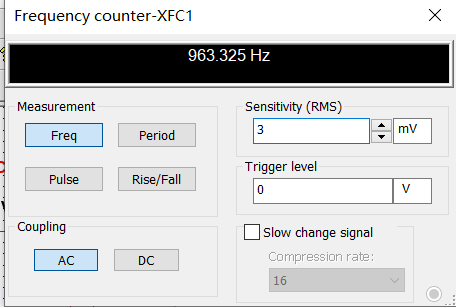 Frequency counter-XFC1
963.325 Hz
Measurement
Freq
Period
Pulse
Rise/Fall
Coupling
AC
DC
Sensitivity (RMS)
3
mV
Trigger level
0
V
Slow change signal
Compression rate:
16